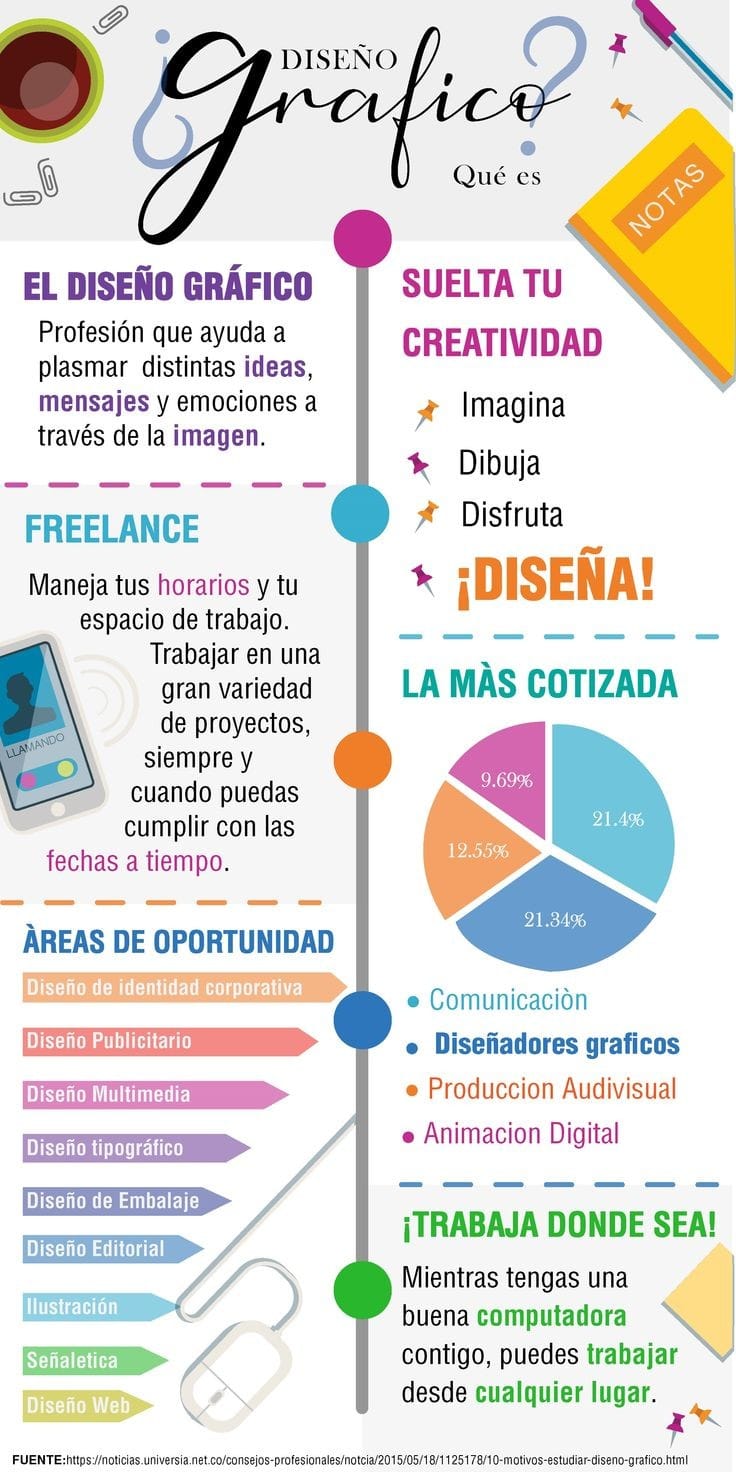 ¿DISEÑO
Grafico?
Qué es
NOTAS
EL DISEÑO GRÁFICO
Profesión que ayuda a
plasmar distintas ideas,
mensajes y emociones a
través de la imagen.
SUELTA TU
CREATIVIDAD
Imagina
Dibuja
Disfruta
¡DISEÑA!
FREELANCE
Maneja tus horarios y tu
espacio de trabajo.
Trabajar en una
gran variedad
de proyectos,
siempre y
cuando puedas
cumplir con las
fechas a tiempo.
LLAMANDO
LA MÀS COTIZADA
9.69%
21.4%
12.55%
21.34%
• Comunicaciòn
• Diseñadores graficos
• Produccion Audivisual
• Animacion Digital
ÀREAS DE OPORTUNIDAD
Diseño de identidad corporativa
Diseño Publicitario
Diseño Multimedia
Diseño tipográfico
Diseño de Embalaje
Diseño Editorial
Ilustración
Señaletica
Diseño Web
¡TRABAJA DONDE SEA!
Mientras tengas una
buena computadora
contigo, puedes trabajar
desde cualquier lugar.
FUENTE:https://noticias.universia.net.co/consejos-profesionales/notcia/2015/05/18/1125178/10-motivos-estudiar-diseno-grafico.html